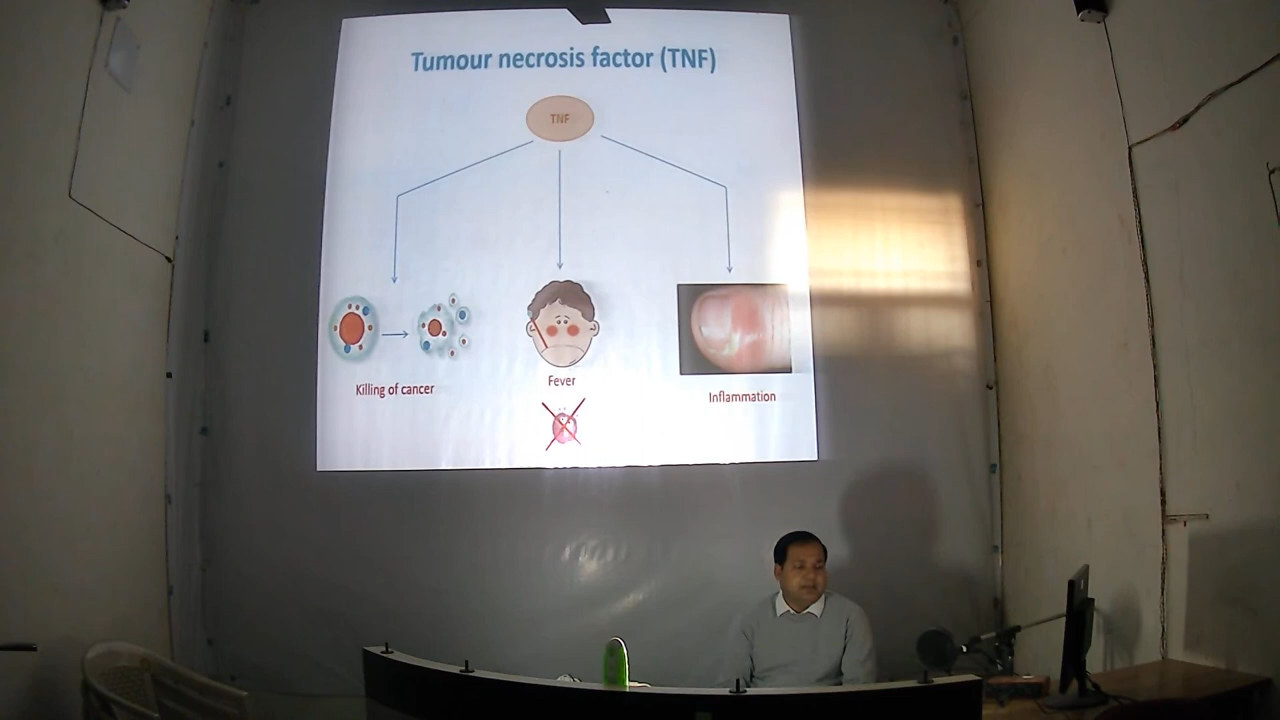 Tumour necrosis factor (TNF)
TNF
Killing of cancer
Fever
Inflammation